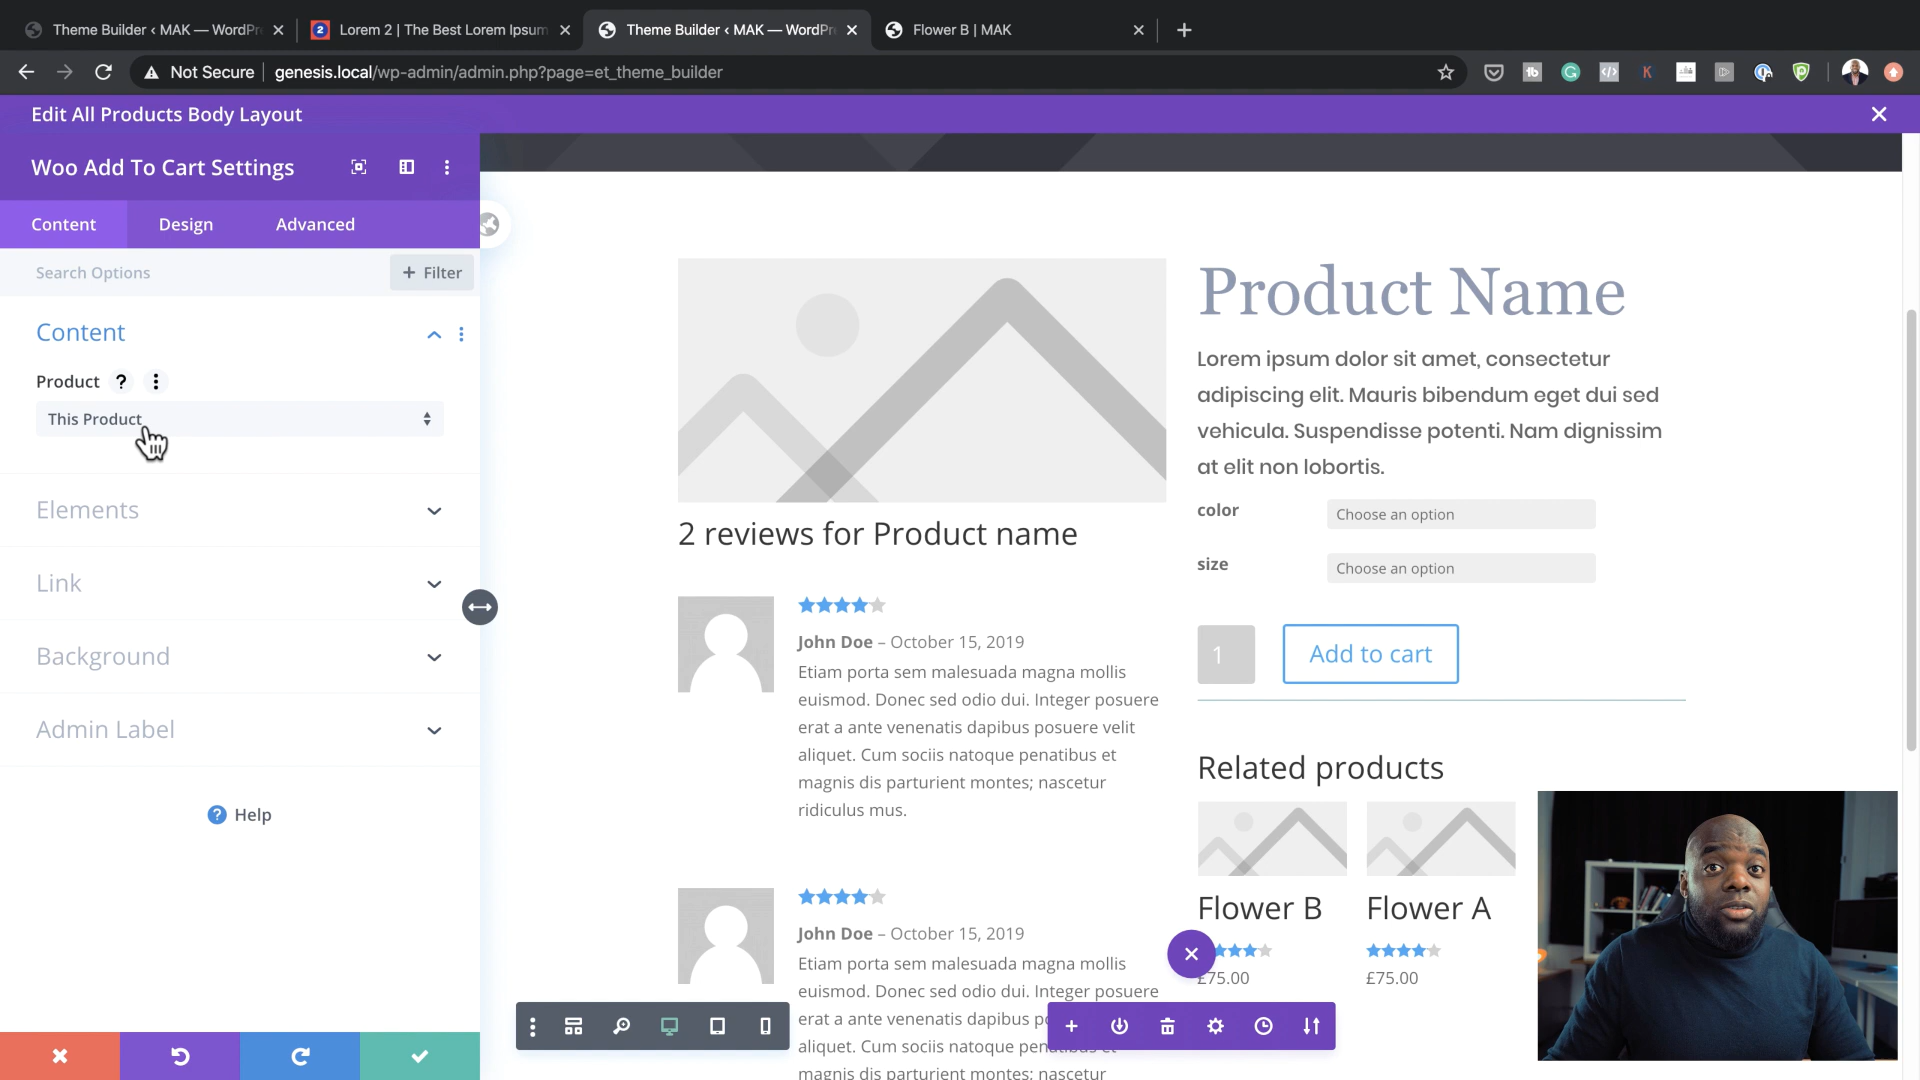 Theme Builder ‹ MAK — WordPr
Lorem 2 | The Best Lorem Ipsum
Theme Builder ‹ MAK — WordPr
Flower B | MAK
Not Secure
genesis.local/wp-admin/admin.php?page=et_theme_builder
Edit All Products Body Layout
Woo Add To Cart Settings
Content
Design
Advanced
Search Options
+ Filter
Content
Product
This Product
Elements
Link
Background
Admin Label
Help
Product Name
Lorem ipsum dolor sit amet, consectetur
adipiscing elit. Mauris bibendum eget dui sed
vehicula. Suspendisse potenti. Nam dignissim
at elit non lobortis.
color
Choose an option
size
Choose an option
1
Add to cart
2 reviews for Product name
John Doe – October 15, 2019
Etiam porta sem malesuada magna mollis
euismod. Donec sed odio dui. Integer posuere
erat a ante venenatis dapibus posuere velit
aliquet. Cum sociis natoque penatibus et
magnis dis parturient montes; nascetur
ridiculus mus.
John Doe – October 15, 2019
Etiam porta sem malesuada magna mollis
euismod. Donec sed odio dui. Integer posuere
erat a ante venenatis dapibus
aliquet. Cum sociis natoque
magnis dis parturient montes; nascetur
Related products
Flower B
£75.00
Flower A
£75.00